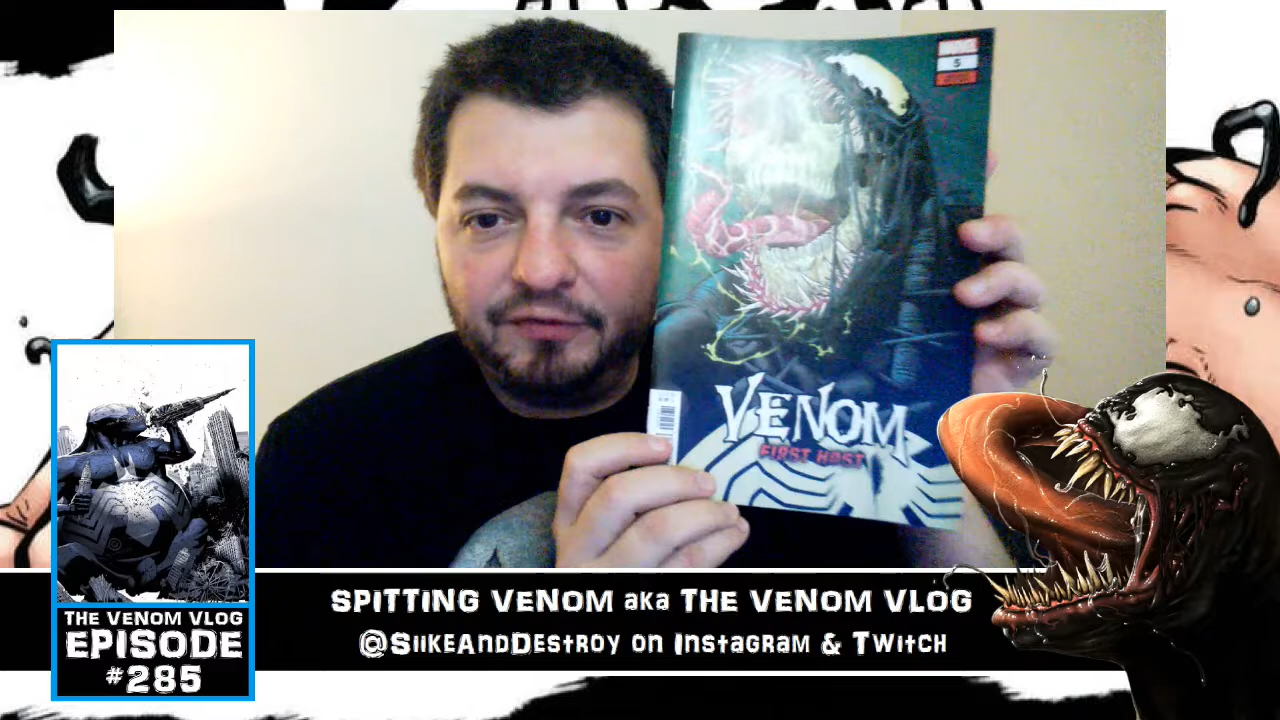 MARVEL
5
VENOM
FIRST HOST
THE VENOM VLOG
EPISODE
#285
SPITTING VENOM aka THE VENOM VLOG
@SiikeAndDestroy on Instagram & Twitch